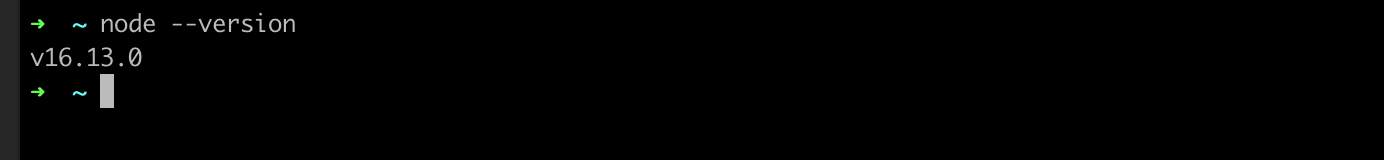 ➜ ~ node --version
v16.13.0
➜ ~